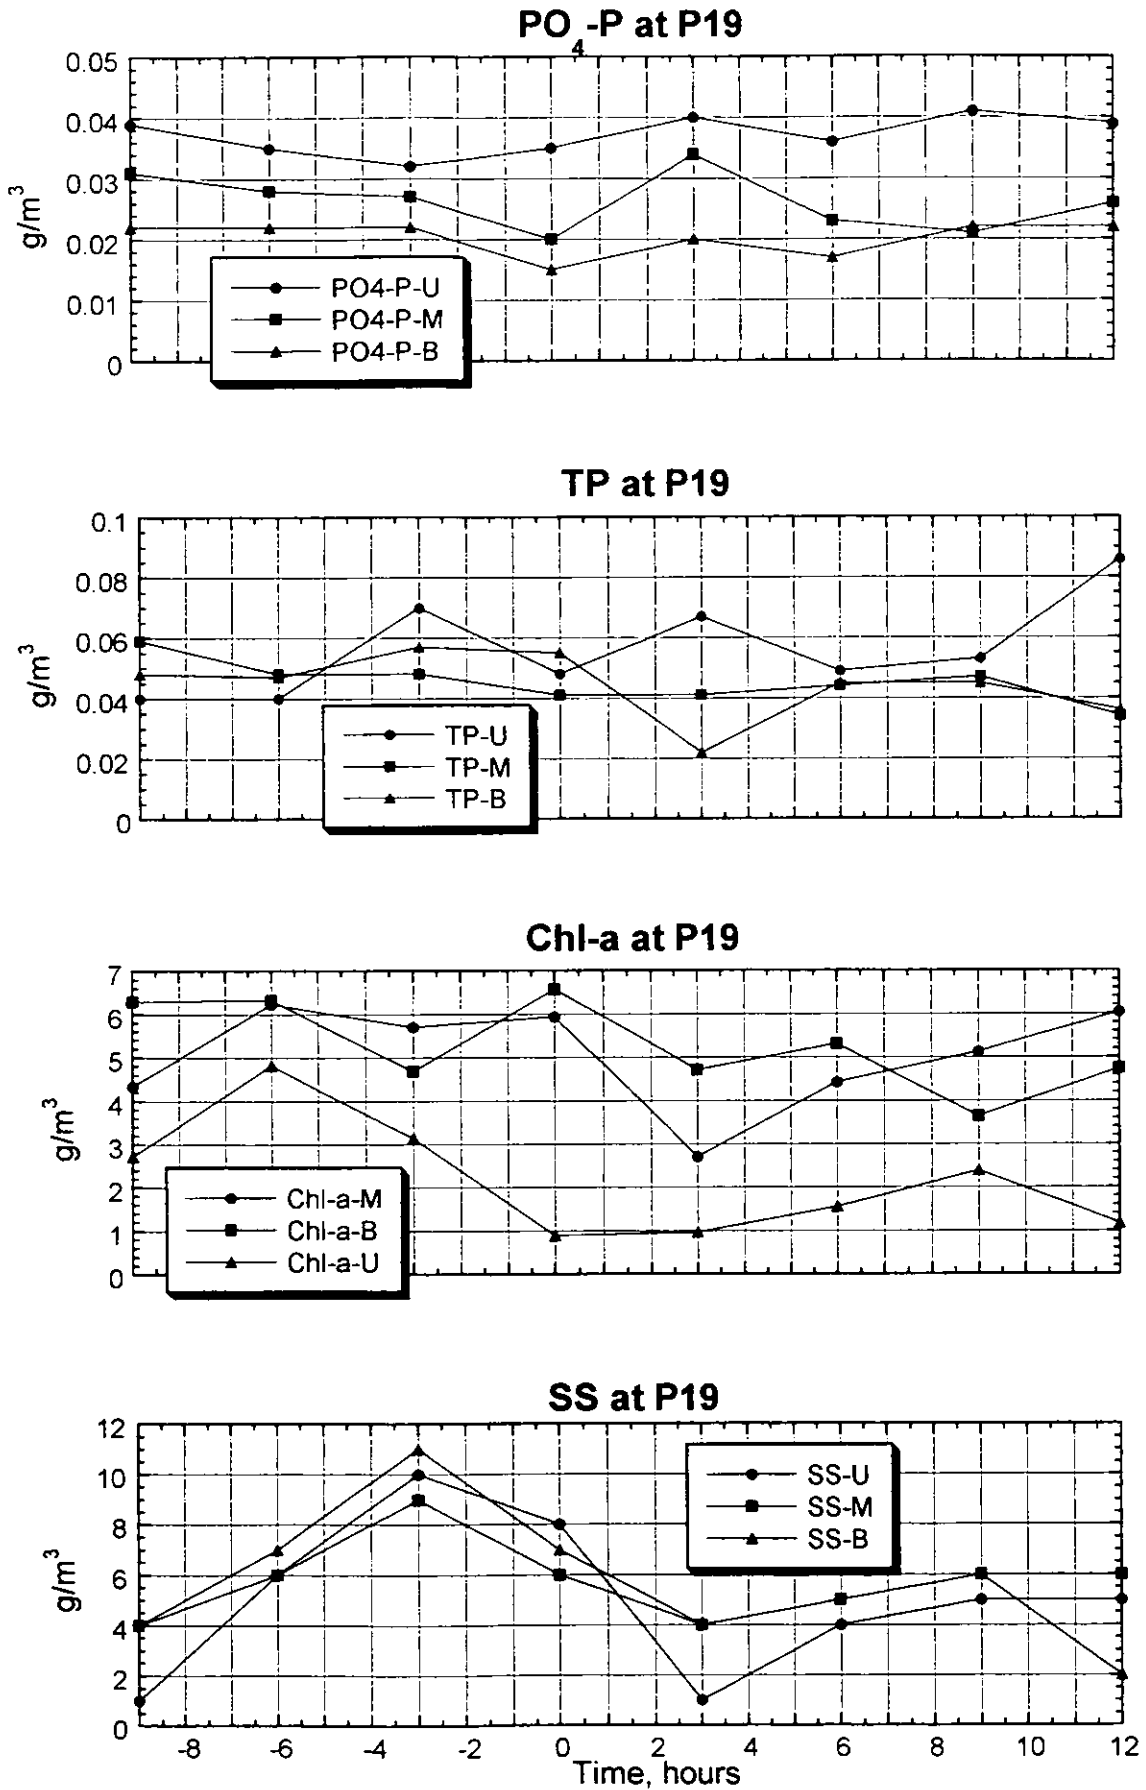 PO4-P at P19
0.05
0.04
0.03
0.02
0.01
0
g/m3
PO4-P-U
PO4-P-M
PO4-P-B
TP at P19
0.1
0.08
0.06
0.04
0.02
0
g/m3
TP-U
TP-M
TP-B
Chl-a at P19
7
6
5
4
3
2
1
0
g/m3
Chl-a-M
Chl-a-B
Chl-a-U
SS at P19
12
10
8
6
4
2
0
g/m3
SS-U
SS-M
SS-B
-8 -6 -4 -2 0 2 4 6 8 10 12
Time, hours